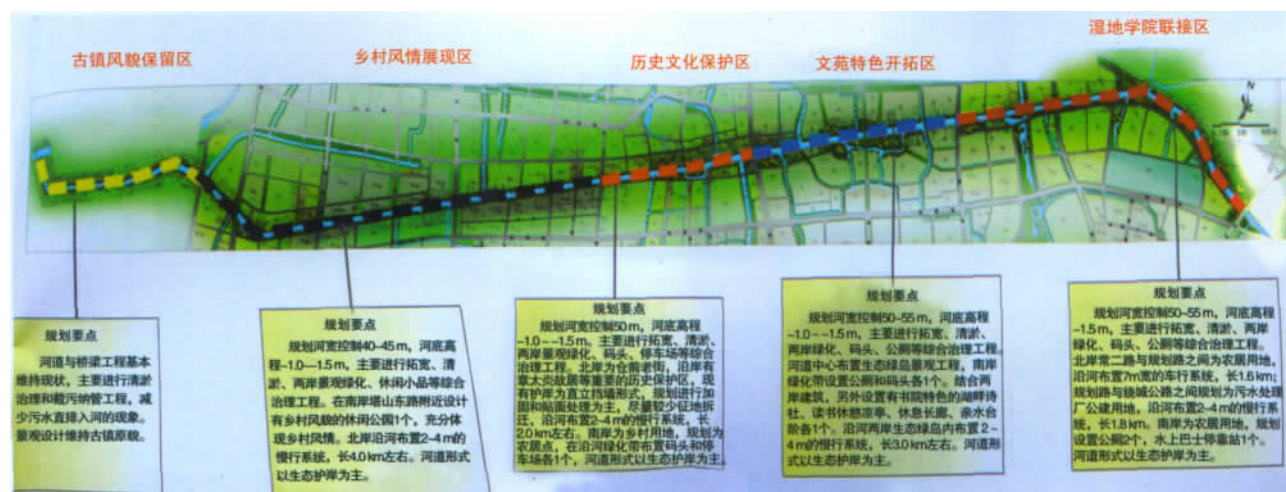 古镇风貌保留区
乡村风情展现区
历史文化保护区
文苑特色开拓区
湿地学院联接区
规划要点
河道与桥梁工程基本
维持现状，主要进行清淤
治理和截污纳管工程，减
少污水直排入河的现象。
景观设计维持古镇原貌。
规划要点
规划河宽控制40~45m，河底高
程-1.0~-1.5m，主要进行拓宽、清
淤、两岸景观绿化、休闲小品等综合
治理工程。在南岸塔山东路附近设计
有乡村风貌的休闲公园1个，充分体
现乡村风情。北岸沿河布置2~4m的
慢行系统，长4.0km左右。河道形式
以生态护岸为主。
规划要点
规划河宽控制50m，河底高程
-1.0~-1.5m，主要进行拓宽、清淤、
两岸景观绿化、码头、停车场等综合
治理工程。北岸为仓前老街，沿岸有
章太炎故居等重要的历史保护区，现
有护岸为直立挡墙形式，规划进行加
固和贴面处理为主，尽量较少征地拆
迁，沿河布置2~4m的慢行系统，长
2.0km左右。南岸为乡村用地，规划为
农居点，在沿河绿化带布置码头和停
车场各1个，河道形式以生态护岸为主。
规划要点
规划河宽控制50~55m，河底高程
-1.0~-1.5m，主要进行拓宽、清淤、
两岸绿化、码头、公厕等综合治理工程。
河道中心布置生态绿岛景观工程，南岸
绿化带设置公厕和码头各1个。结合两
岸建筑，另外设置有书院特色的湖畔诗
社、读书休憩凉亭、休息长廊、亲水台
阶各1个。沿河两岸生态绿岛内布置2~
4m的慢行系统，长3.0km左右。河道形
式以生态护岸为主。
规划要点
规划河宽控制50~55m，河底高程
-1.5m，主要进行拓宽、清淤、两岸
绿化、码头、公厕等综合治理工程。
北岸常二路与规划路之间为农居用地，
沿河布置7m宽的车行系统，长1.6km；
规划路与绕城公路之间规划为污水处理
厂公建用地，沿河布置2~4m的慢行系
统，长1.8km。南岸为农居用地，规划
设置公厕2个，水上巴士停靠站1个。
河道形式以生态护岸为主。